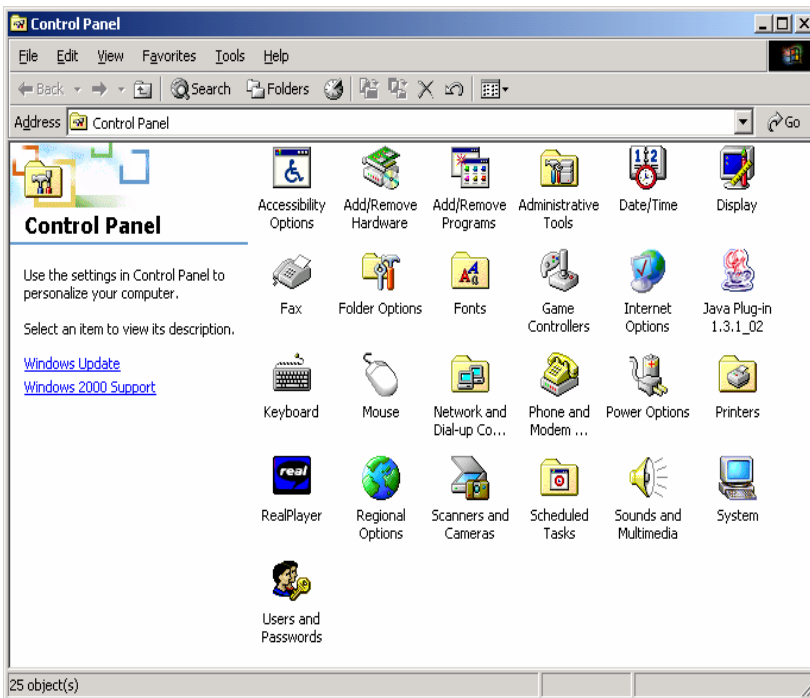 Control Panel
File Edit View Favorites Tools Help
Back Search Folders
Address Control Panel Go
Control Panel
Use the settings in Control Panel to
personalize your computer.
Select an item to view its description.
Windows Update
Windows 2000 Support
Accessibility Options
Add/Remove Hardware
Add/Remove Programs
Administrative Tools
1 2
Date/Time
Display
Fax
Folder Options
Fonts
Game Controllers
Internet Options
Java Plug-in 1.3.1_02
Keyboard
Mouse
Network and Dial-up Co...
Phone and Modem ...
Power Options
Printers
real
RealPlayer
Regional Options
Scanners and Cameras
Scheduled Tasks
Sounds and Multimedia
System
Users and Passwords
25 object(s)